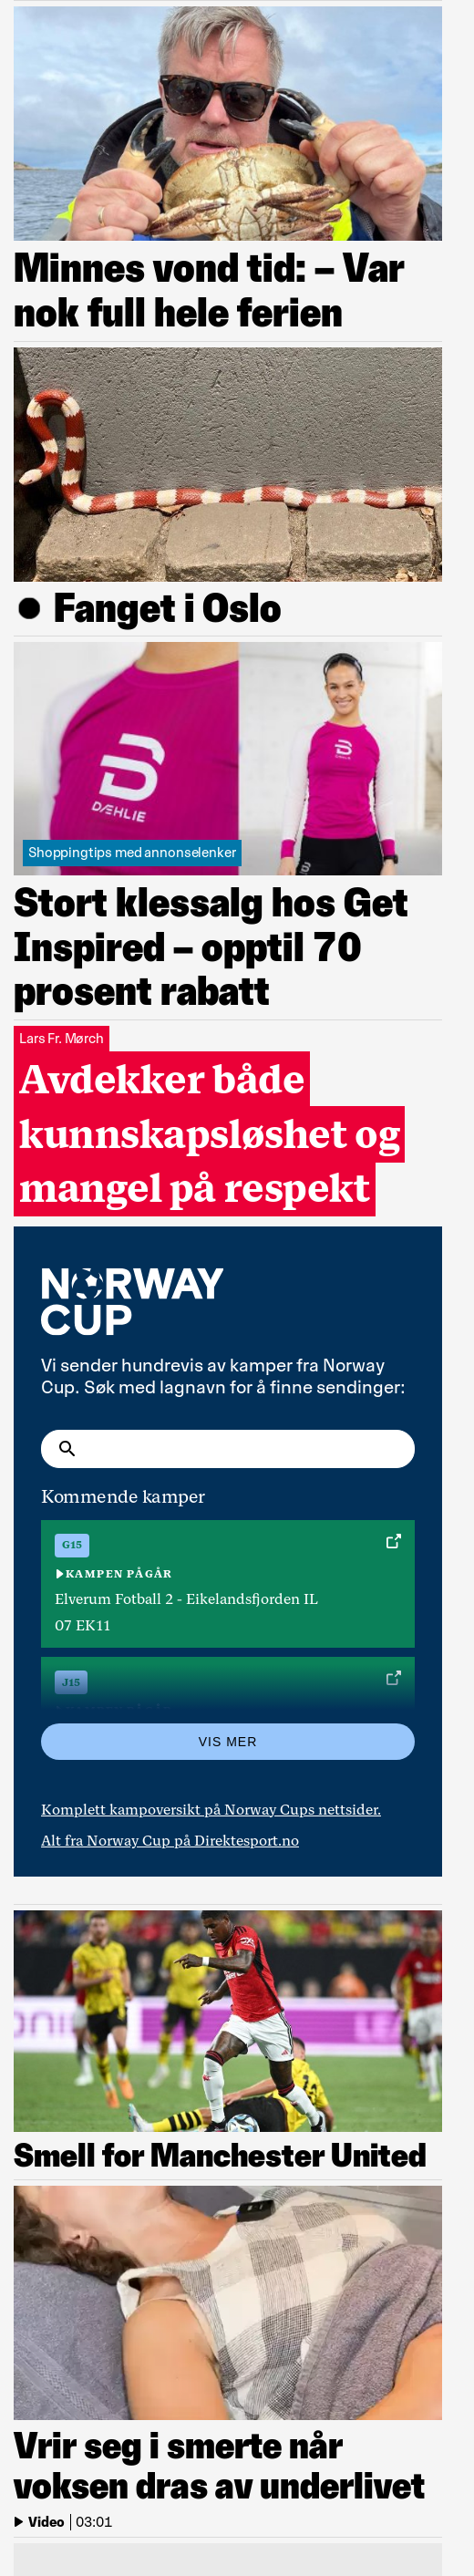 Minnes vond tid: – Var
nok full hele ferien
Fanget i Oslo
DÆHLIE
Shoppingtips med annonselenker
Stort klessalg hos Get
Inspired – opptil 70
prosent rabatt
Lars Fr. Mørch
Avdekker både
kunnskapsløshet og
mangel på respekt
NORWAY
CUP
Vi sender hundrevis av kamper fra Norway
Cup. Søk med lagnavn for å finne sendinger:
Kommende kamper
G15
KAMPEN PÅGÅR
Elverum Fotball 2 - Eikelandsfjorden IL
07 EK11
J15
VIS MER
Komplett kampoversikt på Norway Cups nettsider.
Alt fra Norway Cup på Direktesport.no
Smell for Manchester United
Vrir seg i smerte når
voksen dras av underlivet
Video | 03:01